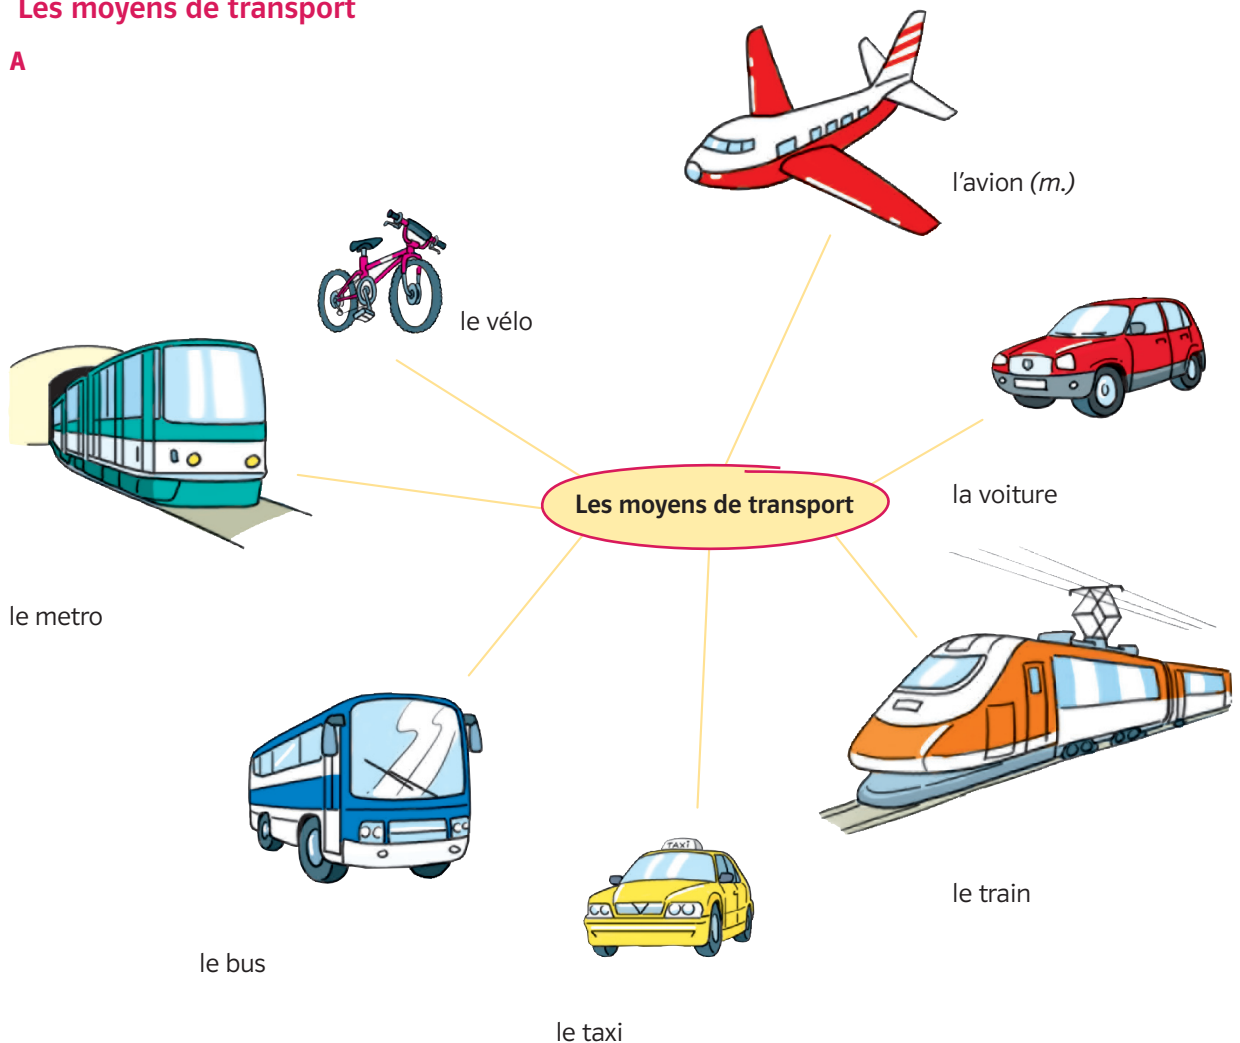 Les moyens de transport
A
l'avion (m.)
le vélo
Les moyens de transport
la voiture
le metro
TAXI
le train
le bus
le taxi